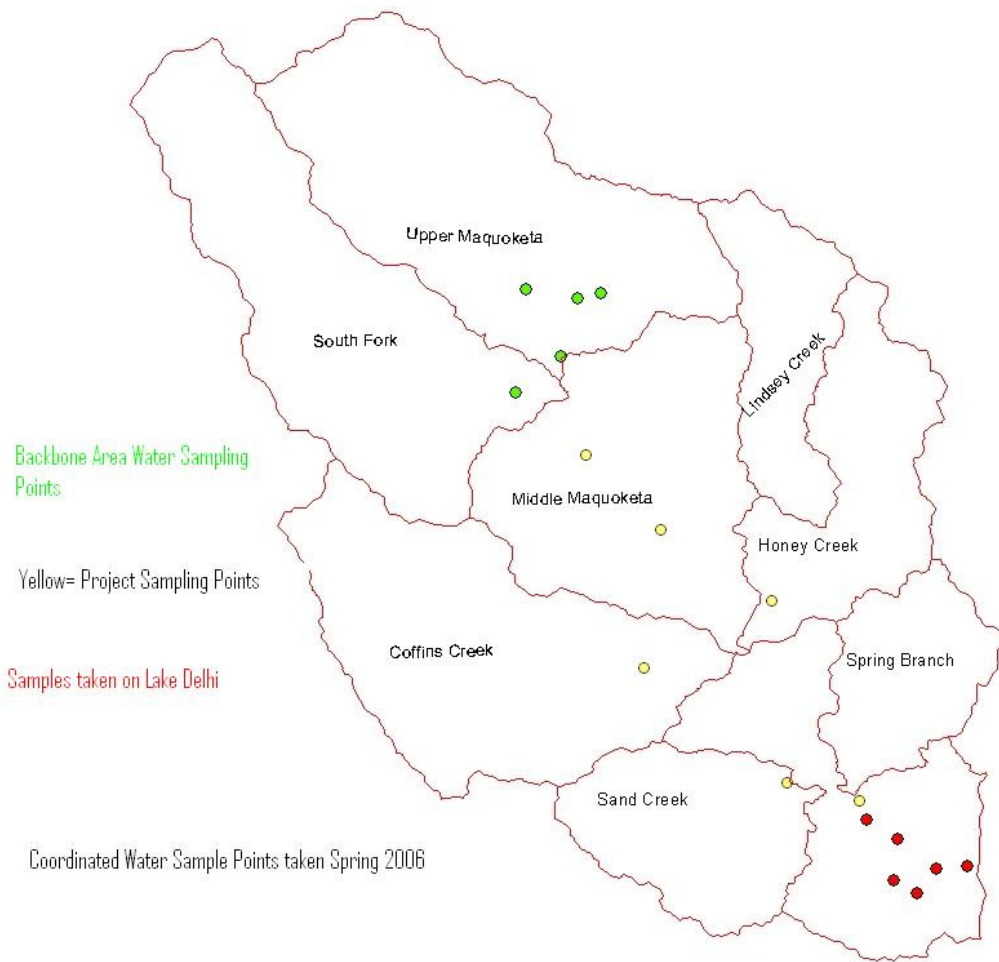 Upper Maquoketa
South Fork
Lindsey Creek
Backbone Area Water Sampling
Points
Middle Maquoketa
Honey Creek
Yellow= Project Sampling Points
Coffins Creek
Spring Branch
Samples taken on Lake Delhi
Sand Creek
Coordinated Water Sample Points taken Spring 2006